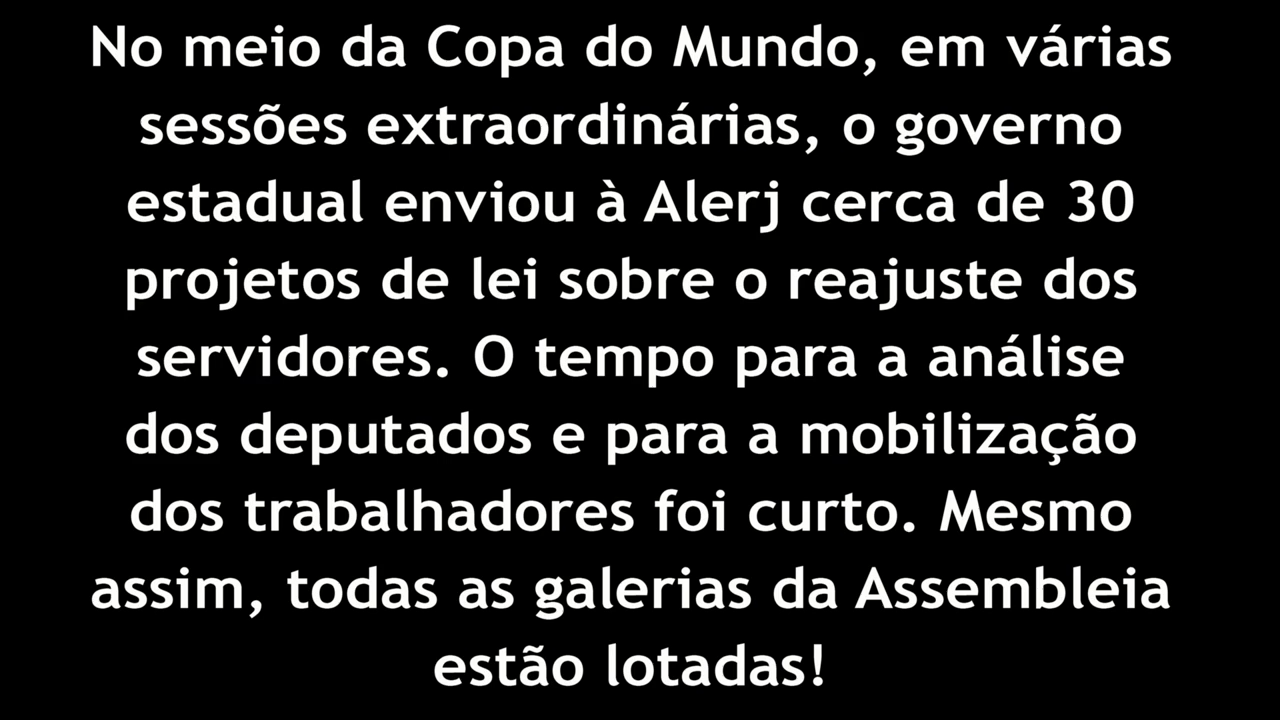 No meio da Copa do Mundo, em várias
sessões extraordinárias, o governo
estadual enviou à Alerj cerca de 30
projetos de lei sobre o reajuste dos
servidores. O tempo para a análise
dos deputados e para a mobilização
dos trabalhadores foi curto. Mesmo
assim, todas as galerias da Assembleia
estão lotadas!